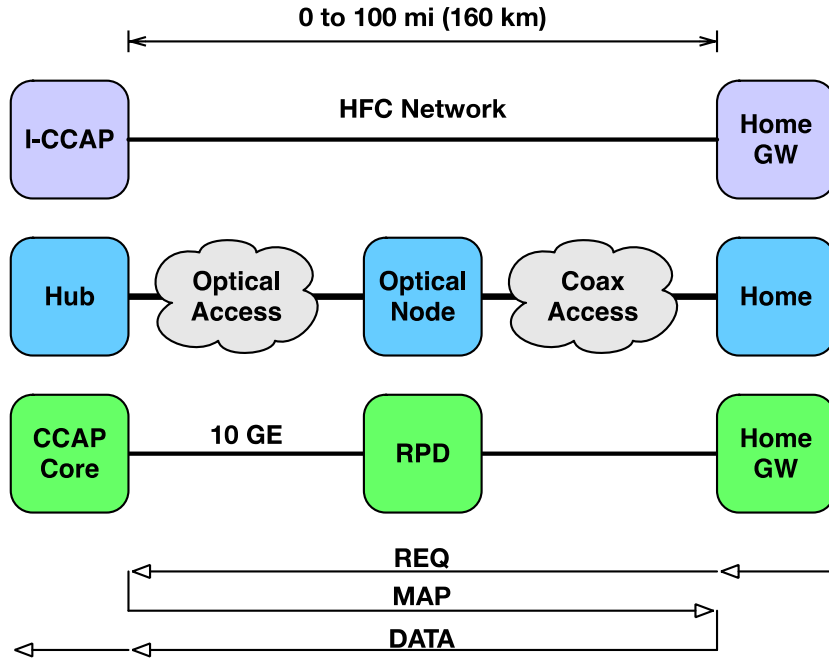 0 to 100 mi (160 km)
I-CCAP
HFC Network
Home
GW
Hub
Optical
Access
Optical
Node
Coax
Access
Home
CCAP
Core
10 GE
RPD
Home
GW
REQ
MAP
DATA